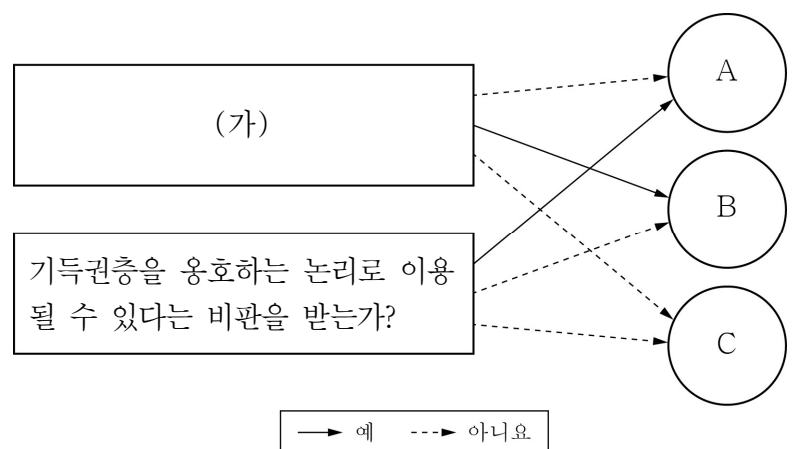 (가)
A
B
기득권층을 옹호하는 논리로 이용
될 수 있다는 비판을 받는가?
C
예 아니요